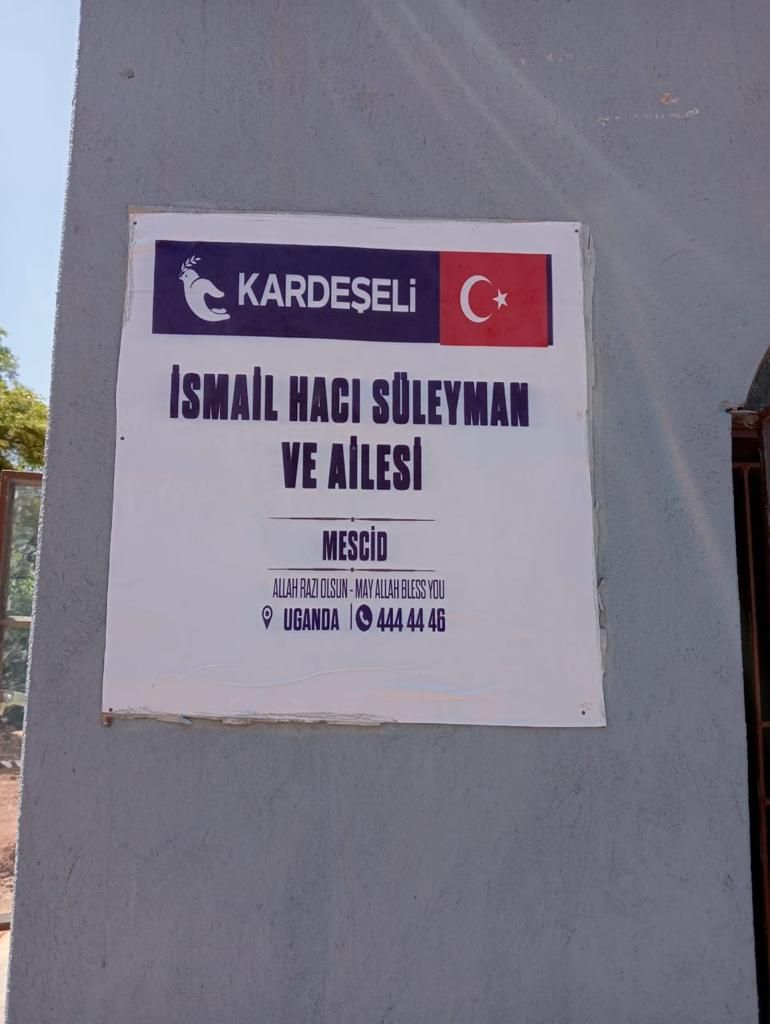 KARDEŞELİ
İSMAİL HACI SÜLEYMAN
VE AİLESİ
MESCİD
ALLAH RAZI OLSUN - MAY ALLAH BLESS YOU
UGANDA | 444 44 46